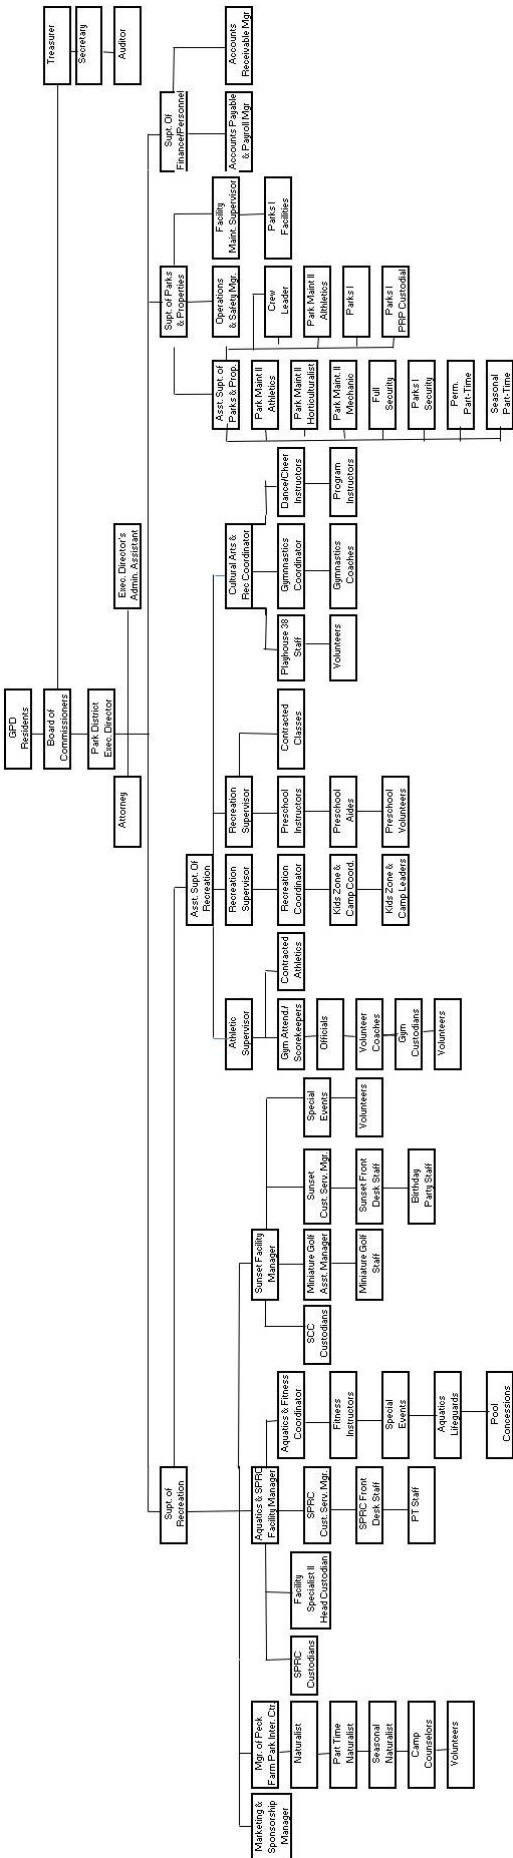 GPD
Residents
Board of
Commissioners
Treasurer
Secretary
Auditor
Park District
Exec. Director
Attorney
Exec. Director's
Admin. Assistant
Supt. of
Recreation
Supt. of Parks
& Properties
Supt. Of
Finance/Personnel
Asst. Supt. Of
Recreation
Marketing &
Sponsorship
Manager
Mgr. of Peck
Farm Park Inter. Ctr.
Naturalist
Part Time
Naturalist
Seasonal
Naturalist
Camp
Counselors
Volunteers
Aquatics & SPRC
Facility Manager
SPRC
Custodians
Facility
Specialist II
Head Custodian
SPRC
Cust. Serv. Mgr.
SPRC Front
Desk Staff
PT Staff
Aquatics & Fitness
Coordinator
Fitness
Instructors
Special
Events
Aquatics
Lifeguards
Pool
Concessions
Sunset Facility
Manager
SCC
Custodians
Miniature Golf
Asst. Manager
Miniature Golf
Staff
Sunset
Cust. Serv. Mgr.
Sunset Front
Desk Staff
Birthday
Party Staff
Special
Events
Volunteers
Athletic
Supervisor
Gym Attend./
Scorekeepers
Officials
Volunteer
Coaches
Gym
Custodians
Volunteers
Contracted
Athletics
Recreation
Supervisor
Recreation
Coordinator
Kids Zone &
Camp Coord.
Kids Zone &
Camp Leaders
Recreation
Supervisor
Preschool
Instructors
Preschool
Aides
Preschool
Volunteers
Contracted
Classes
Cultural Arts &
Rec Coordinator
Playhouse 38
Staff
Volunteers
Gymnastics
Coordinator
Gymnastics
Coaches
Dance/Cheer
Instructors
Program
Instructors
Asst. Supt. of
Parks & Prop.
Park Maint II
Athletics
Park Maint II
Horticulturalist
Park Maint. II
Mechanic
Full
Security
Parks I
Security
Perm.
Part-Time
Seasonal
Part-Time
Operations
& Safety Mgr.
Crew
Leader
Park Maint II
Althletics
Parks I
Parks I
PRP Custodial
Facility
Maint. Supervisor
Parks I
Facilities
Accounts Payable
& Payroll Mgr
Accounts
Receivable Mgr